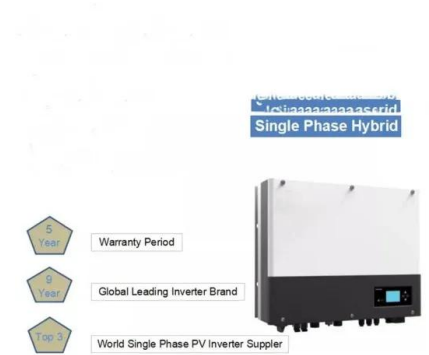 Single Phase Hybrid
5
Year
Warranty Period
9
Year
Global Leading Inverter Brand
Top 3
World Single Phase PV Inverter Suppler